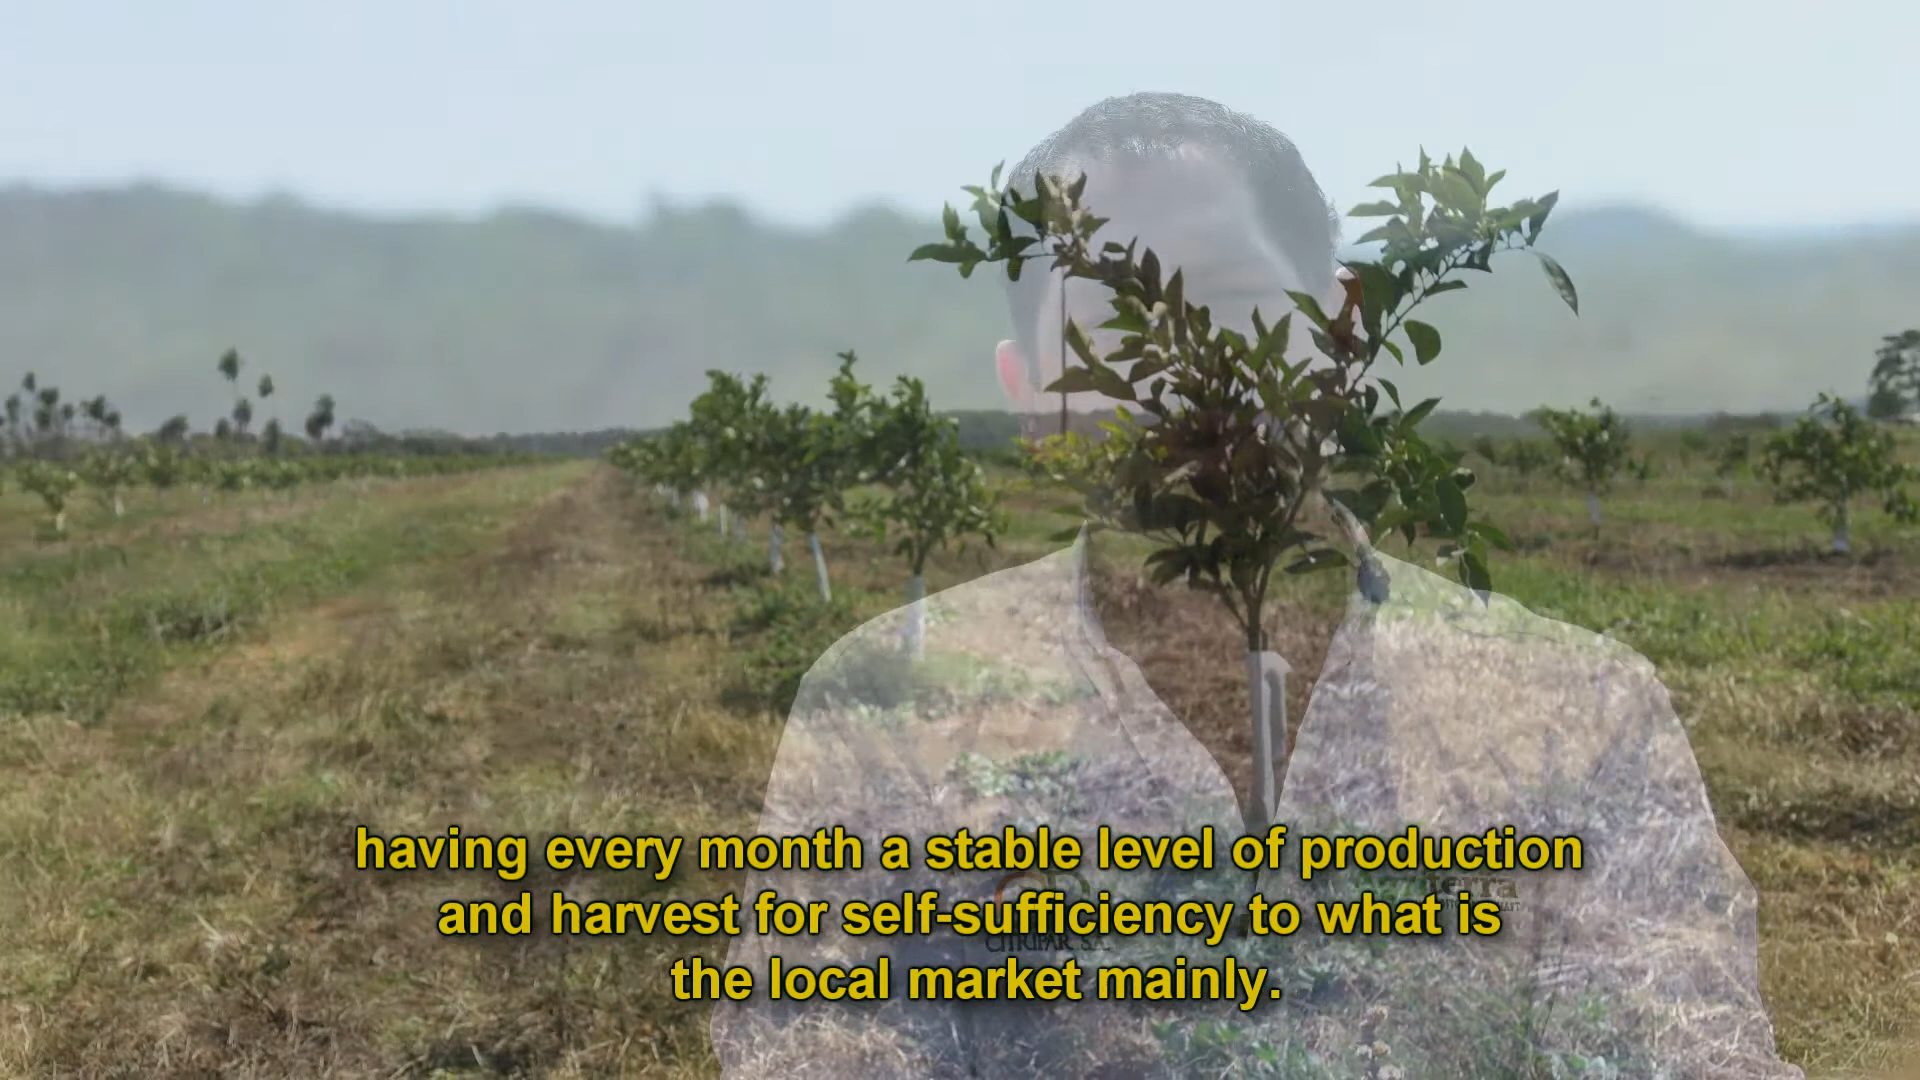 having every month a stable level of production
and harvest for self-sufficiency to what is
the local market mainly.
CITRIPAR S.A.